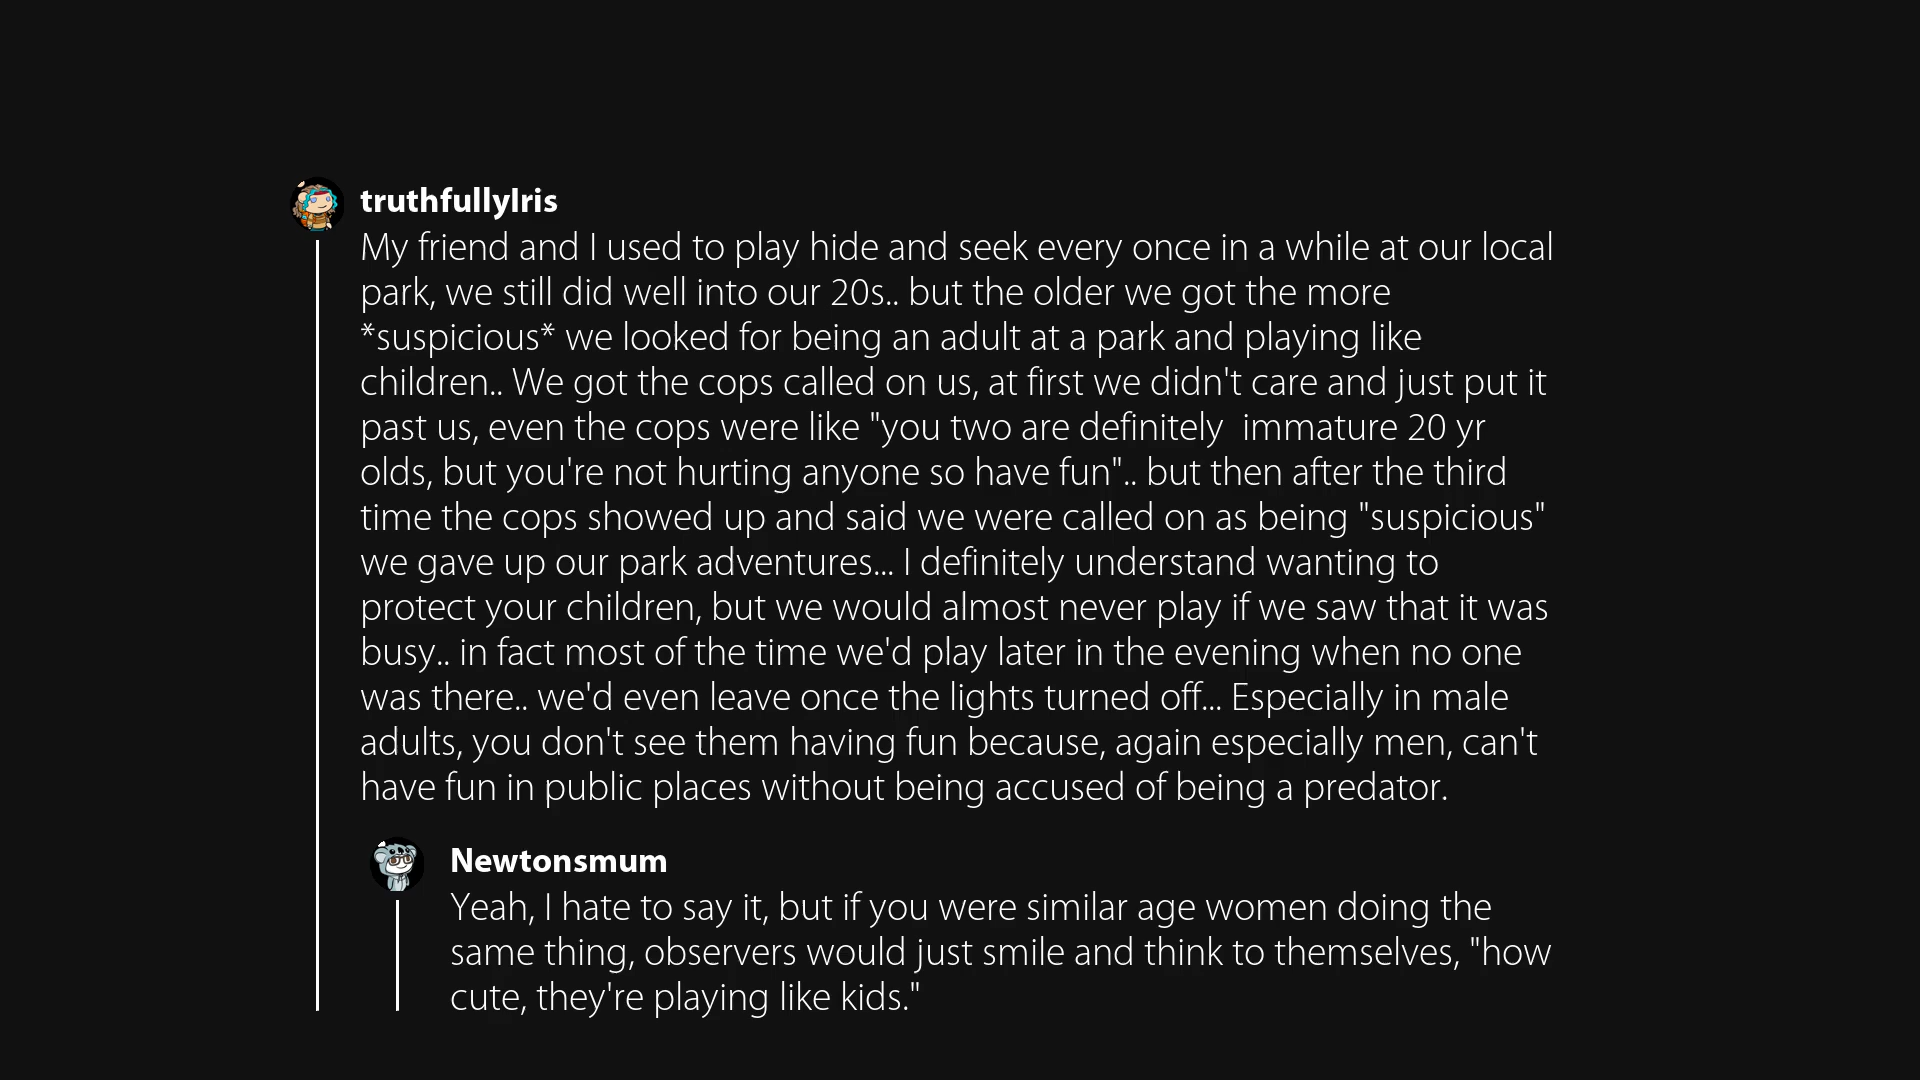 truthfullyIris
My friend and I used to play hide and seek every once in a while at our local
park, we still did well into our 20s.. but the older we got the more
*suspicious* we looked for being an adult at a park and playing like
children.. We got the cops called on us, at first we didn't care and just put it
past us, even the cops were like "you two are definitely  immature 20 yr
olds, but you're not hurting anyone so have fun".. but then after the third
time the cops showed up and said we were called on as being "suspicious"
we gave up our park adventures... I definitely understand wanting to
protect your children, but we would almost never play if we saw that it was
busy.. in fact most of the time we'd play later in the evening when no one
was there.. we'd even leave once the lights turned off... Especially in male
adults, you don't see them having fun because, again especially men, can't
have fun in public places without being accused of being a predator.
Newtonsmum
Yeah, I hate to say it, but if you were similar age women doing the
same thing, observers would just smile and think to themselves, "how
cute, they're playing like kids."